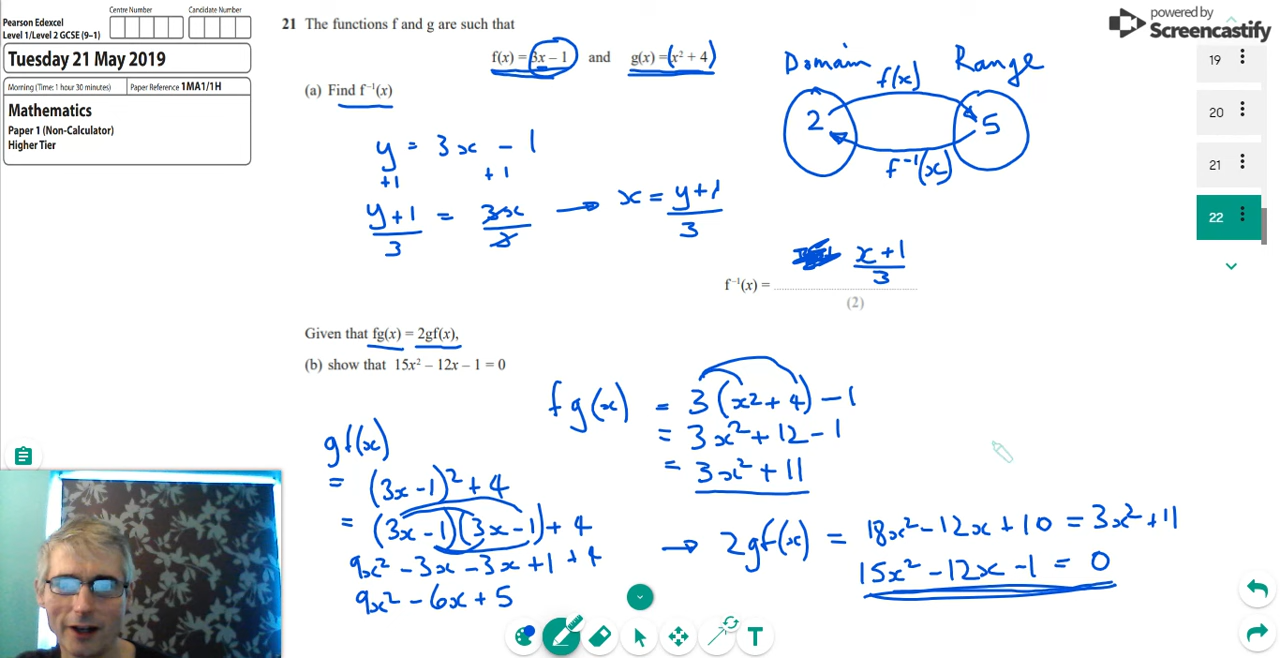 Centre Number
Candidate Number
Pearson Edexcel
Level 1/Level 2 GCSE (9–1)
Tuesday 21 May 2019
Morning (Time: 1 hour 30 minutes)
Paper Reference 1MA1/1H
Mathematics
Paper 1 (Non-Calculator)
Higher Tier
powered by
Screencastify
19
20
21
22
21 The functions f and g are such that
f(x) = 3x – 1 and g(x) = (x² + 4)
(a) Find f⁻¹(x)
y = 3x - 1
+1 +1
y+1/3 = 3x/3 → x = y+1/3
Domain f(x) Range
2 5
f⁻¹(x)
f⁻¹(x) = x+1/3
(2)
Given that fg(x) = 2gf(x),
(b) show that 15x² – 12x – 1 = 0
fg(x) = 3(x²+4)-1
= 3x²+12-1
= 3x²+11
gf(x)
= (3x-1)²+4
= (3x-1)(3x-1)+4
9x²-3x-3x+1+4
9x²-6x+5
→ 2gf(x) = 18x²-12x+10 = 3x²+11
15x²-12x-1 = 0
T